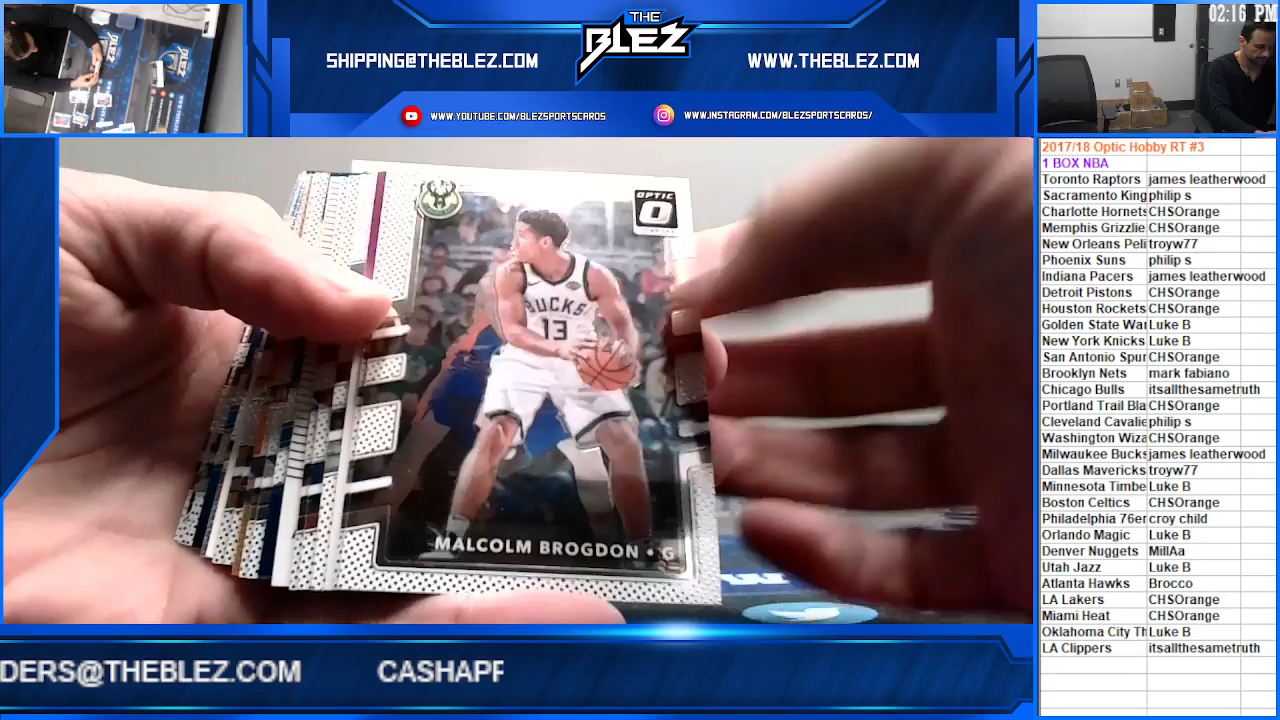 THE
BLEZ
SHIPPING@THEBLEZ.COM
WWW.THEBLEZ.COM
WWW.YOUTUBE.COM/BLEZSPORTSCARDS
WWW.INSTAGRAM.COM/BLEZSPORTSCARDS/
02:16 PM
OPTIC
BUCKS
13
MALCOLM BROGDON • G
2017/18 Optic Hobby RT #3
1 BOX NBA
Toronto Raptors james leatherwood
Sacramento King philip s
Charlotte Hornets CHSOrange
Memphis Grizzlie CHSOrange
New Orleans Peli troyw77
Phoenix Suns philip s
Indiana Pacers james leatherwood
Detroit Pistons CHSOrange
Houston Rockets CHSOrange
Golden State War Luke B
New York Knicks Luke B
San Antonio Spur CHSOrange
Brooklyn Nets mark fabiano
Chicago Bulls itsallthesametruth
Portland Trail Bla CHSOrange
Cleveland Cavalie philip s
Washington Wiza CHSOrange
Milwaukee Bucks james leatherwood
Dallas Mavericks troyw77
Minnesota Timbe Luke B
Boston Celtics CHSOrange
Philadelphia 76er croy child
Orlando Magic Luke B
Denver Nuggets MillAa
Utah Jazz Luke B
Atlanta Hawks Brocco
LA Lakers CHSOrange
Miami Heat CHSOrange
Oklahoma City Th Luke B
LA Clippers itsallthesametruth
DERS@THEBLEZ.COM CASHAPP